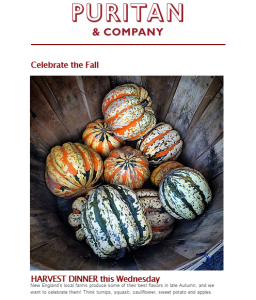 PURITAN
& COMPANY
Celebrate the Fall
HARVEST DINNER this Wednesday
New England's local farms produce some of their best flavors in late Autumn, and we
want to celebrate them! Think turnips, squash, cauliflower, sweet potato and apples.